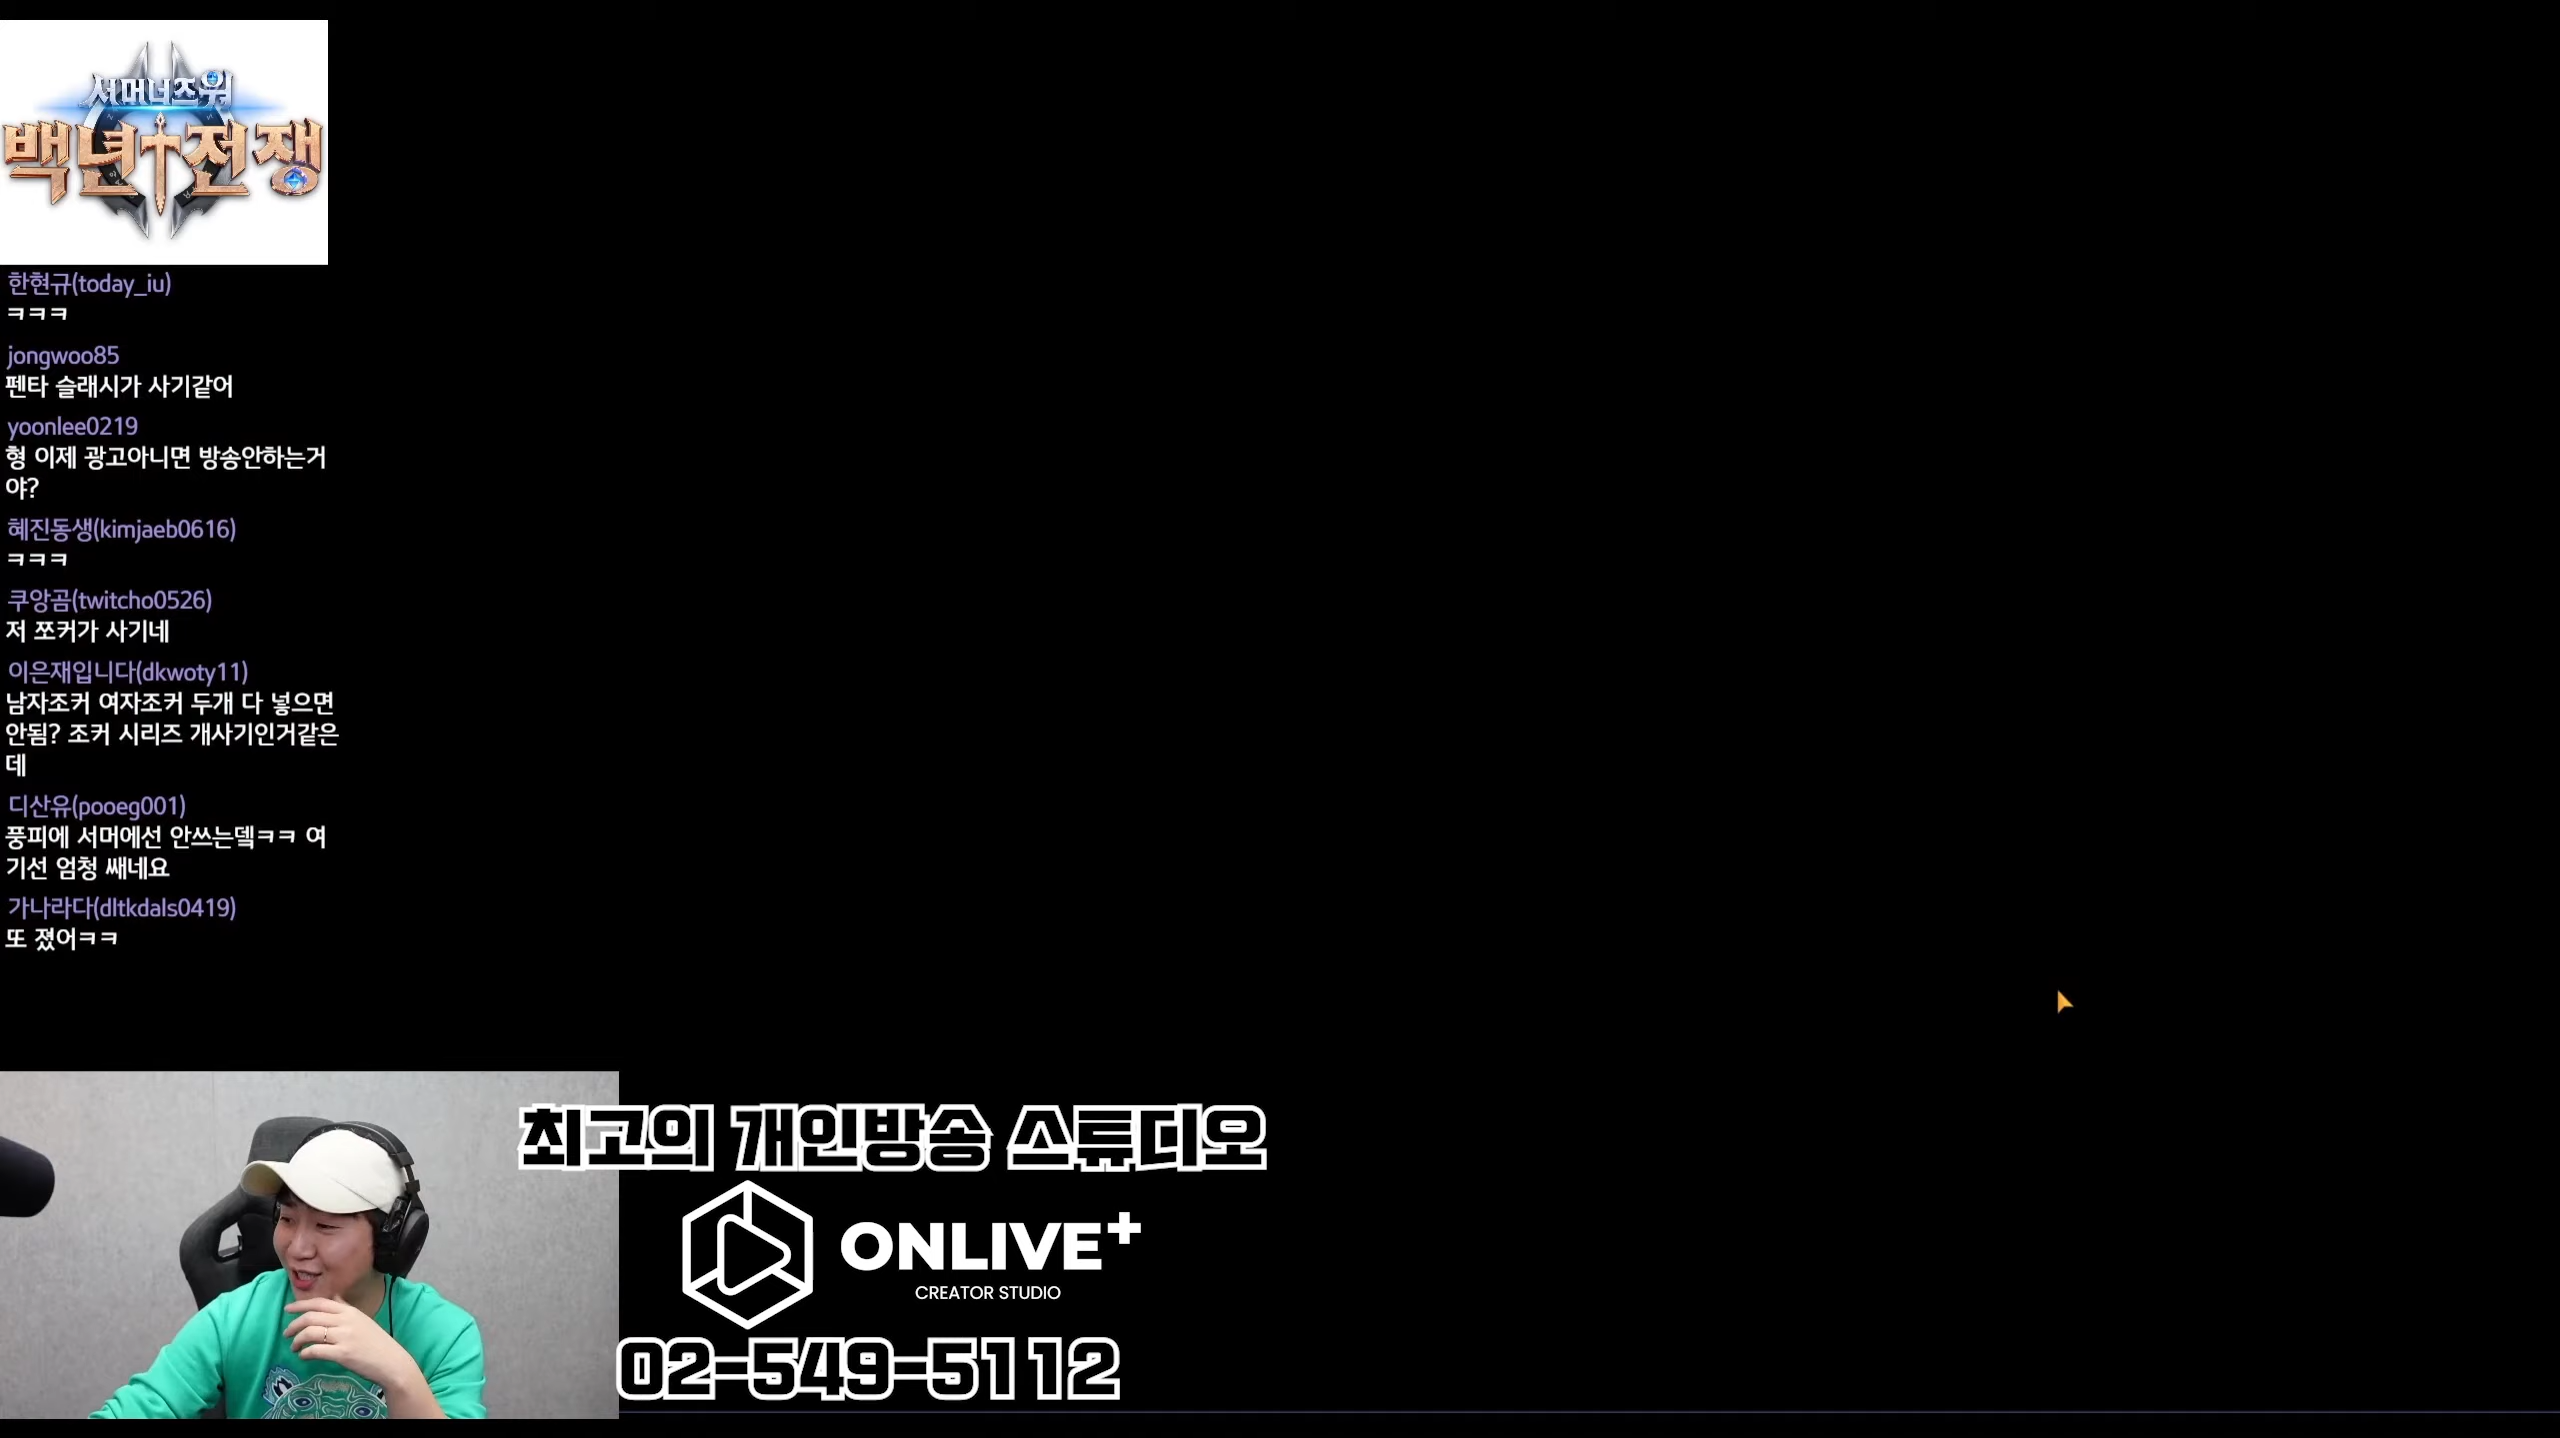 서머너즈 워
백년전쟁
한현규(today_iu)
ㅋㅋㅋ
jongwoo85
펜타 슬래시가 사기같어
yoonlee0219
형 이제 광고아니면 방송안하는거
야?
혜진동생(kimjaeb0616)
ㅋㅋㅋ
쿠앙곰(twitcho0526)
저 쪼커가 사기네
이은재입니다(dkwoty11)
남자조커 여자조커 두개 다 넣으면
안됨? 조커 시리즈 개사기인거같은
데
디산유(pooeg001)
풍피에 서머에선 안쓰는뎈ㅋㅋ 여
기선 엄청 쌔네요
가나라다(dltkdals0419)
또 졌어ㅋㅋ
최고의 개인방송 스튜디오
ONLIVE+
CREATOR STUDIO
02-549-5112